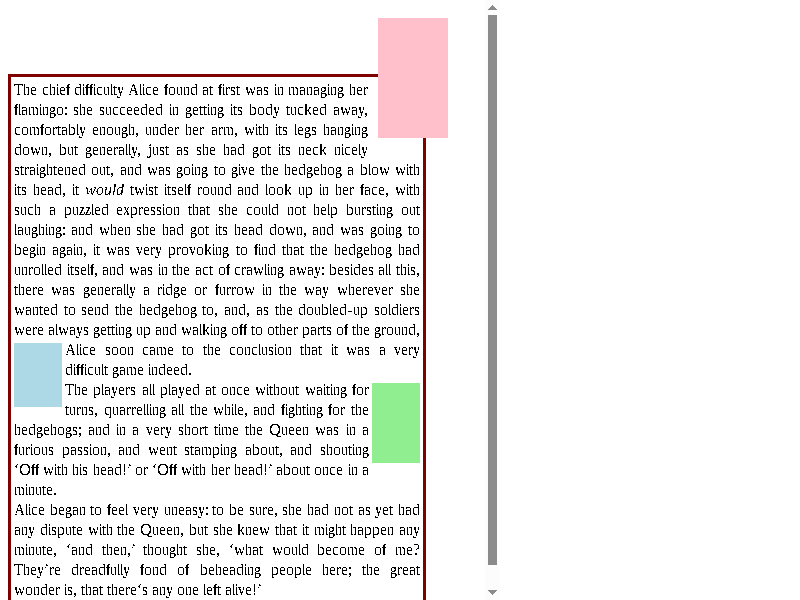 The chief difficulty Alice found at first was in managing her
flamingo: she succeeded in getting its body tucked away,
comfortably enough, under her arm, with its legs hanging
down, but generally, just as she had got its neck nicely
straightened out, and was going to give the hedgehog a blow with
its head, it would twist itself round and look up in her face, with
such a puzzled expression that she could not help bursting out
laughing: and when she had got its head down, and was going to
begin again, it was very provoking to find that the hedgehog had
unrolled itself, and was in the act of crawling away: besides all this,
there was generally a ridge or furrow in the way wherever she
wanted to send the hedgehog to, and, as the doubled-up soldiers
were always getting up and walking off to other parts of the ground,
Alice soon came to the conclusion that it was a very
difficult game indeed.
The players all played at once without waiting for
turns, quarrelling all the while, and fighting for the
hedgehogs; and in a very short time the Queen was in a
furious passion, and went stamping about, and shouting
‘Off with his head!’ or ‘Off with her head!’ about once in a
minute.
Alice began to feel very uneasy: to be sure, she had not as yet had
any dispute with the Queen, but she knew that it might happen any
minute, ‘and then,’ thought she, ‘what would become of me?
They’re dreadfully fond of beheading people here; the great
wonder is, that there‘s any one left alive!’